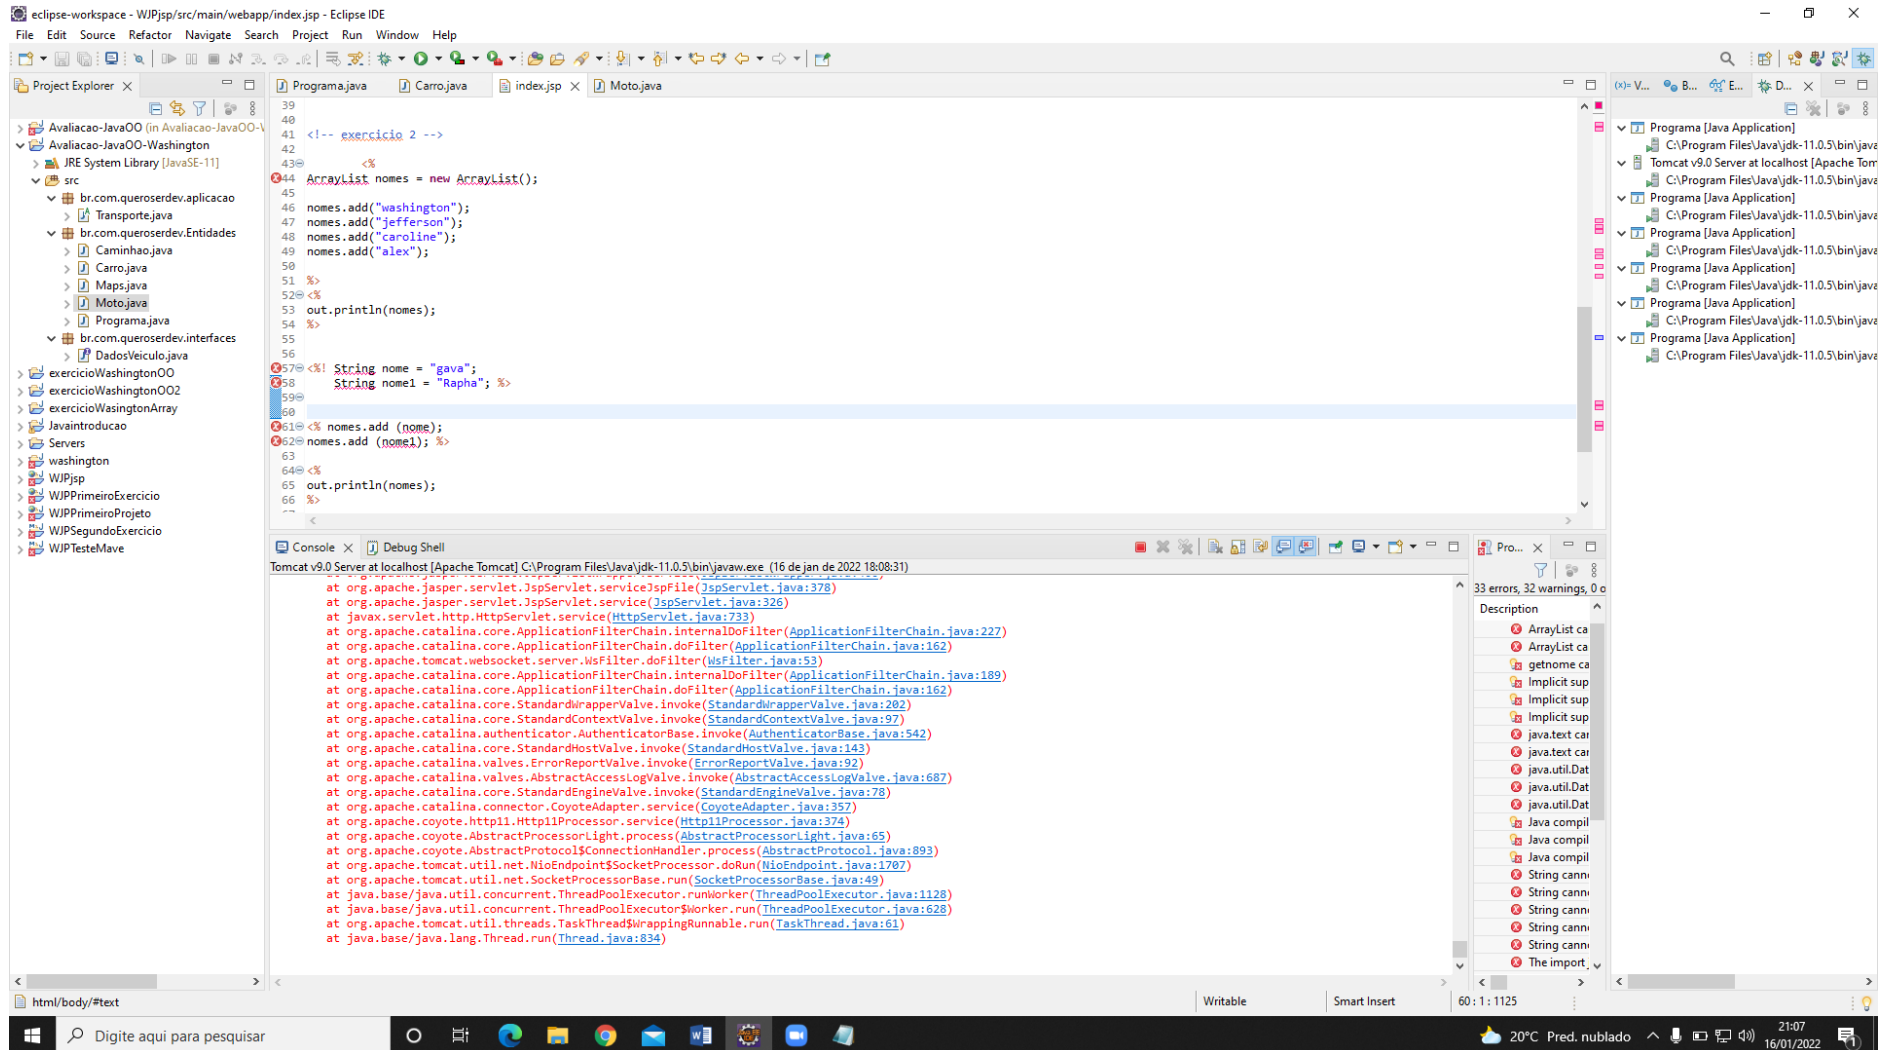 eclipse-workspace - WJPjsp/src/main/webapp/index.jsp - Eclipse IDE
File Edit Source Refactor Navigate Search Project Run Window Help
Project Explorer
Avaliacao-JavaOO (in Avaliacao-JavaOO-
Avaliacao-JavaOO-Washington
JRE System Library [JavaSE-11]
src
br.com.queroserdev.aplicacao
Transporte.java
br.com.queroserdev.Entidades
Caminhao.java
Carro.java
Maps.java
Moto.java
Programa.java
br.com.queroserdev.interfaces
DadosVeiculo.java
exercicioWashingtonOO
exercicioWashingtonOO2
exercicioWasingtonArray
Javaintroducao
Servers
washington
WJPjsp
WJPPrimeiroExercicio
WJPPrimeiroProjeto
WJPSegundoExercicio
WJPTesteMave
Programa.java Carro.java index.jsp Moto.java
39
40
41 <!-- exercicio 2 -->
42
43 <%
44 ArrayList nomes = new ArrayList();
45
46 nomes.add("washington");
47 nomes.add("jefferson");
48 nomes.add("caroline");
49 nomes.add("alex");
50
51 %>
52 <%
53 out.println(nomes);
54 %>
55
56
57 <%! String nome = "gava";
58 String nome1 = "Rapha"; %>
59
60
61 <% nomes.add (nome);
62 nomes.add (nome1); %>
63
64 <%
65 out.println(nomes);
66 %>
(x)= V... B... E... D...
Programa [Java Application]
C:\Program Files\Java\jdk-11.0.5\bin\java
Tomcat v9.0 Server at localhost [Apache Tom
C:\Program Files\Java\jdk-11.0.5\bin\java
Programa [Java Application]
C:\Program Files\Java\jdk-11.0.5\bin\java
Programa [Java Application]
C:\Program Files\Java\jdk-11.0.5\bin\java
Programa [Java Application]
C:\Program Files\Java\jdk-11.0.5\bin\java
Programa [Java Application]
C:\Program Files\Java\jdk-11.0.5\bin\java
Programa [Java Application]
C:\Program Files\Java\jdk-11.0.5\bin\java
Console Debug Shell
Tomcat v9.0 Server at localhost [Apache Tomcat] C:\Program Files\Java\jdk-11.0.5\bin\javaw.exe (16 de jan de 2022 18:08:31)
at org.apache.jasper.servlet.JspServlet.serviceJspFile(JspServlet.java:378)
at org.apache.jasper.servlet.JspServlet.service(JspServlet.java:326)
at javax.servlet.http.HttpServlet.service(HttpServlet.java:733)
at org.apache.catalina.core.ApplicationFilterChain.internalDoFilter(ApplicationFilterChain.java:227)
at org.apache.catalina.core.ApplicationFilterChain.doFilter(ApplicationFilterChain.java:162)
at org.apache.tomcat.websocket.server.WsFilter.doFilter(WsFilter.java:53)
at org.apache.catalina.core.ApplicationFilterChain.internalDoFilter(ApplicationFilterChain.java:189)
at org.apache.catalina.core.ApplicationFilterChain.doFilter(ApplicationFilterChain.java:162)
at org.apache.catalina.core.StandardWrapperValve.invoke(StandardWrapperValve.java:202)
at org.apache.catalina.core.StandardContextValve.invoke(StandardContextValve.java:97)
at org.apache.catalina.authenticator.AuthenticatorBase.invoke(AuthenticatorBase.java:542)
at org.apache.catalina.core.StandardHostValve.invoke(StandardHostValve.java:143)
at org.apache.catalina.valves.ErrorReportValve.invoke(ErrorReportValve.java:92)
at org.apache.catalina.valves.AbstractAccessLogValve.invoke(AbstractAccessLogValve.java:687)
at org.apache.catalina.core.StandardEngineValve.invoke(StandardEngineValve.java:78)
at org.apache.catalina.connector.CoyoteAdapter.service(CoyoteAdapter.java:357)
at org.apache.coyote.http11.Http11Processor.service(Http11Processor.java:374)
at org.apache.coyote.AbstractProcessorLight.process(AbstractProcessorLight.java:65)
at org.apache.coyote.AbstractProtocol$ConnectionHandler.process(AbstractProtocol.java:893)
at org.apache.tomcat.util.net.NioEndpoint$SocketProcessor.doRun(NioEndpoint.java:1707)
at org.apache.tomcat.util.net.SocketProcessorBase.run(SocketProcessorBase.java:49)
at java.base/java.util.concurrent.ThreadPoolExecutor.runWorker(ThreadPoolExecutor.java:1128)
at java.base/java.util.concurrent.ThreadPoolExecutor$Worker.run(ThreadPoolExecutor.java:628)
at org.apache.tomcat.util.threads.TaskThread$WrappingRunnable.run(TaskThread.java:61)
at java.base/java.lang.Thread.run(Thread.java:834)
Pro...
33 errors, 32 warnings, 0 o
Description
ArrayList ca
ArrayList ca
getnome ca
Implicit sup
Implicit sup
Implicit sup
java.text car
java.text car
java.util.Dat
java.util.Dat
java.util.Dat
Java compil
Java compil
Java compil
String cann
String cann
String cann
String cann
String cann
The import
html/body/#text
Writable Smart Insert 60 : 1 : 1125
Digite aqui para pesquisar
20°C Pred. nublado
21:07
16/01/2022
1